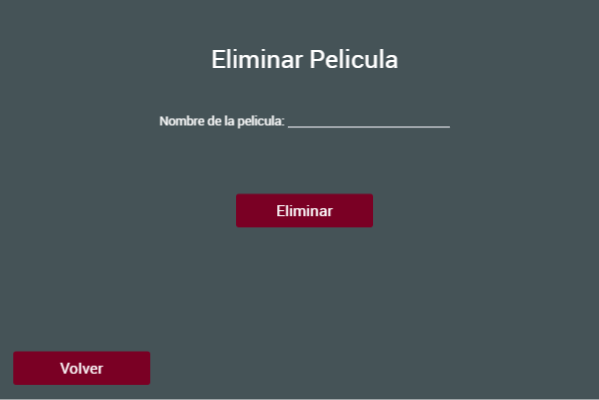 Eliminar Pelicula
Nombre de la pelicula:
Eliminar
Volver